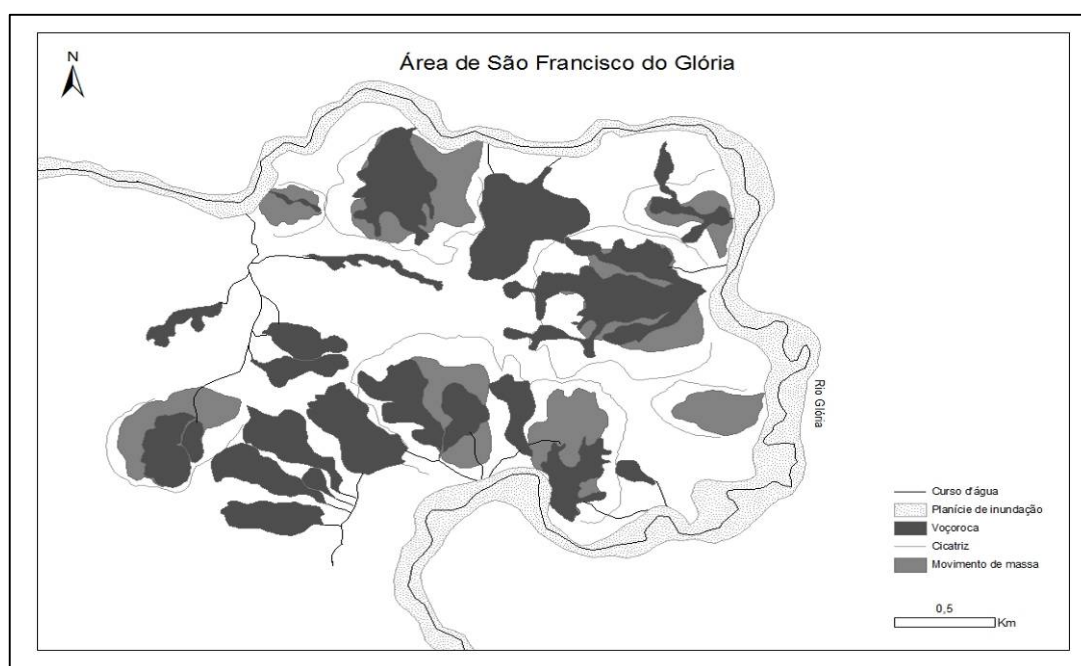 N
Área de São Francisco do Glória
Rio Glória
Curso d'água
Planície de inundação
Voçoroca
Cicatriz
Movimento de massa
0,5
Km